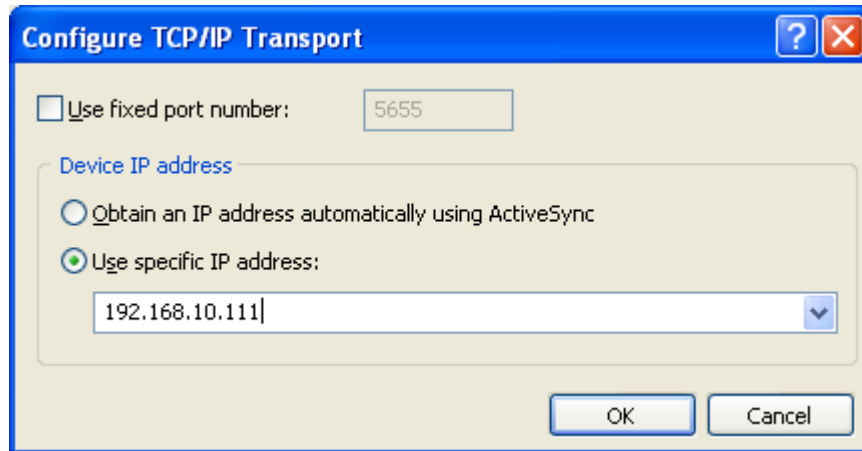 Configure TCP/IP Transport
Use fixed port number: 5655
Device IP address
Obtain an IP address automatically using ActiveSync
Use specific IP address:
192.168.10.111
OK Cancel